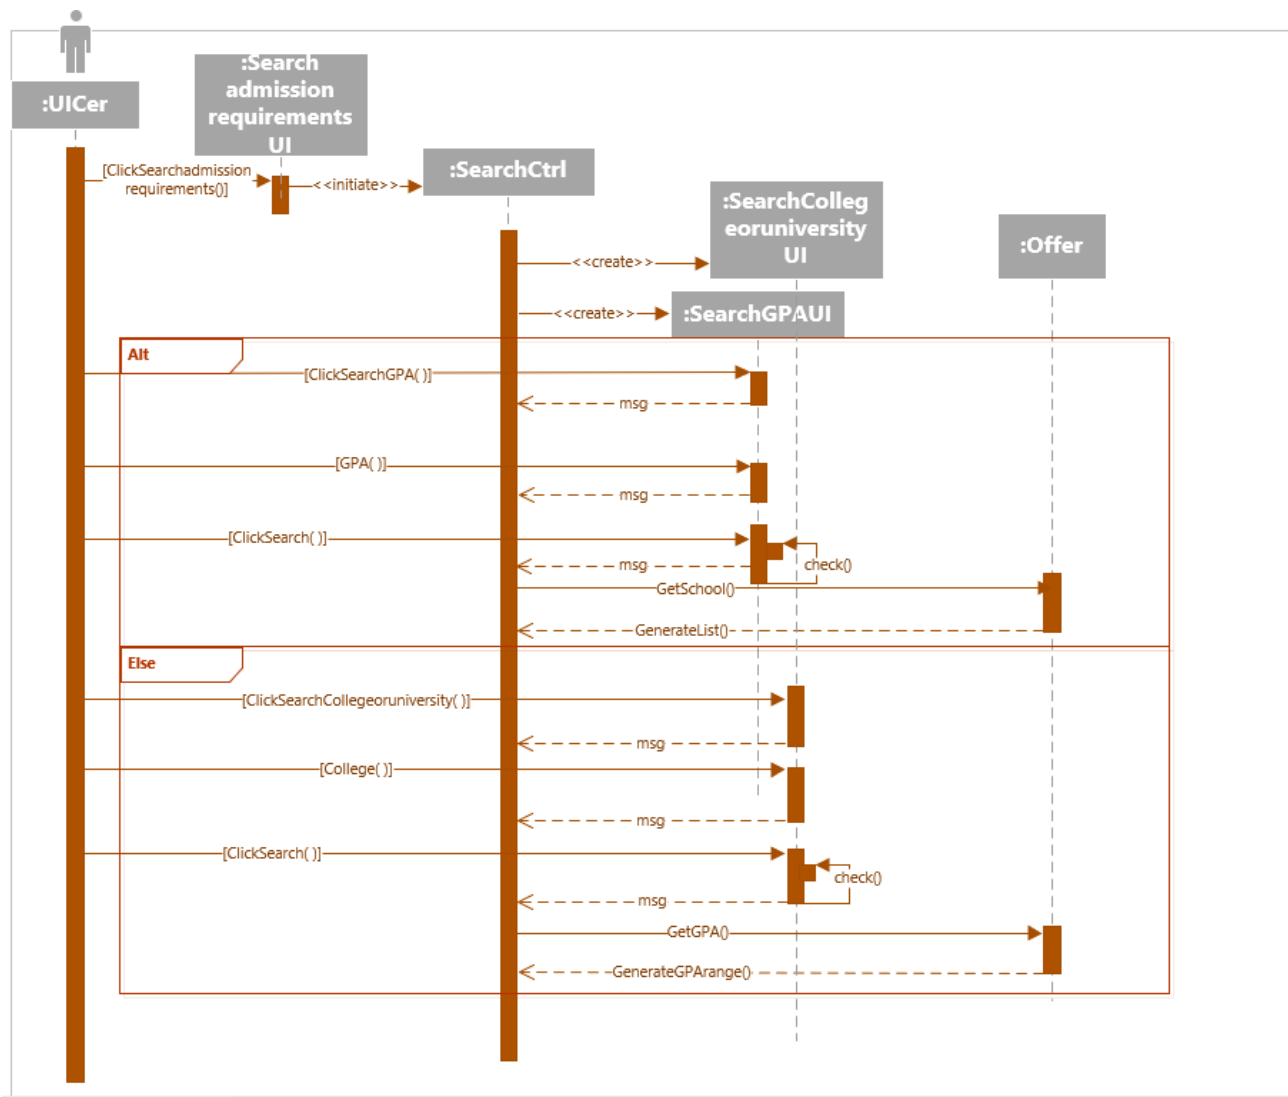 :UICer
:Search
admission
requirements
UI
[ClickSearchadmission
requirements()]
<<initiate>>
:SearchCtrl
:SearchColleg
eoruniversity
UI
:Offer
<<create>>
<<create>>
:SearchGPAUI
Alt
[ClickSearchGPA( )]
msg
[GPA( )]
msg
[ClickSearch( )]
check()
msg
GetSchool()
GenerateList()
Else
[ClickSearchCollegeoruniversity( )]
msg
[College( )]
msg
[ClickSearch( )]
check()
msg
GetGPA()
GenerateGPArange()